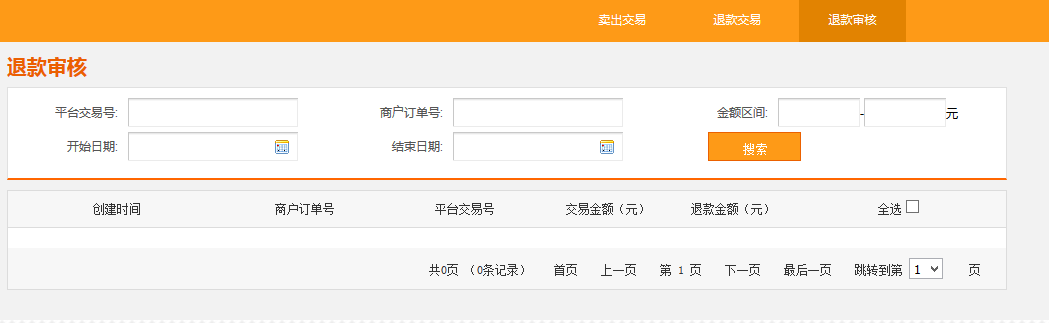 卖出交易 退款交易 退款审核
退款审核
平台交易号: 商户订单号: 金额区间: - 元
开始日期: 结束日期: 搜索
创建时间 商户订单号 平台交易号 交易金额（元） 退款金额（元） 全选
共0页 （0条记录） 首页 上一页 第 1 页 下一页 最后一页 跳转到第 1 页